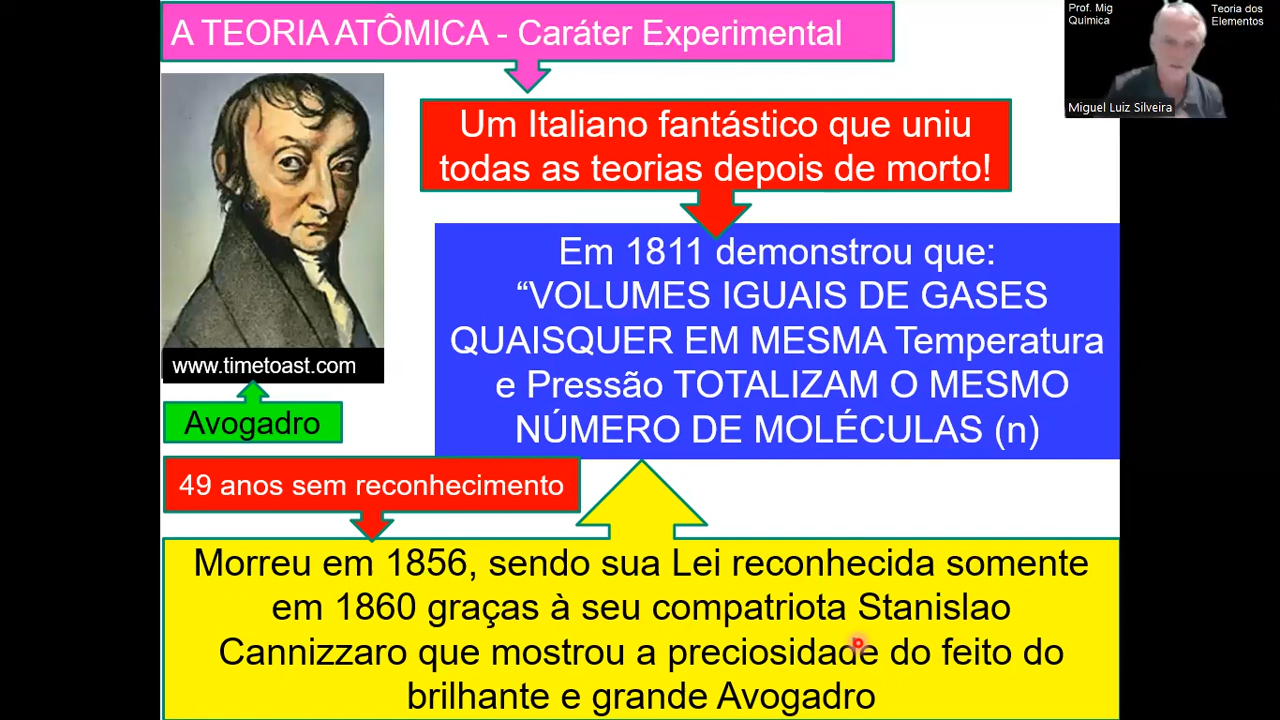 A TEORIA ATÔMICA - Caráter Experimental
Prof. Mig
Química
Teoria dos
Elementos
Miguel Luiz Silveira
Um Italiano fantástico que uniu
todas as teorias depois de morto!
Em 1811 demonstrou que:
“VOLUMES IGUAIS DE GASES
QUAISQUER EM MESMA Temperatura
e Pressão TOTALIZAM O MESMO
NÚMERO DE MOLÉCULAS (n)
www.timetoast.com
Avogadro
49 anos sem reconhecimento
Morreu em 1856, sendo sua Lei reconhecida somente
em 1860 graças à seu compatriota Stanislao
Cannizzaro que mostrou a preciosidade do feito do
brilhante e grande Avogadro